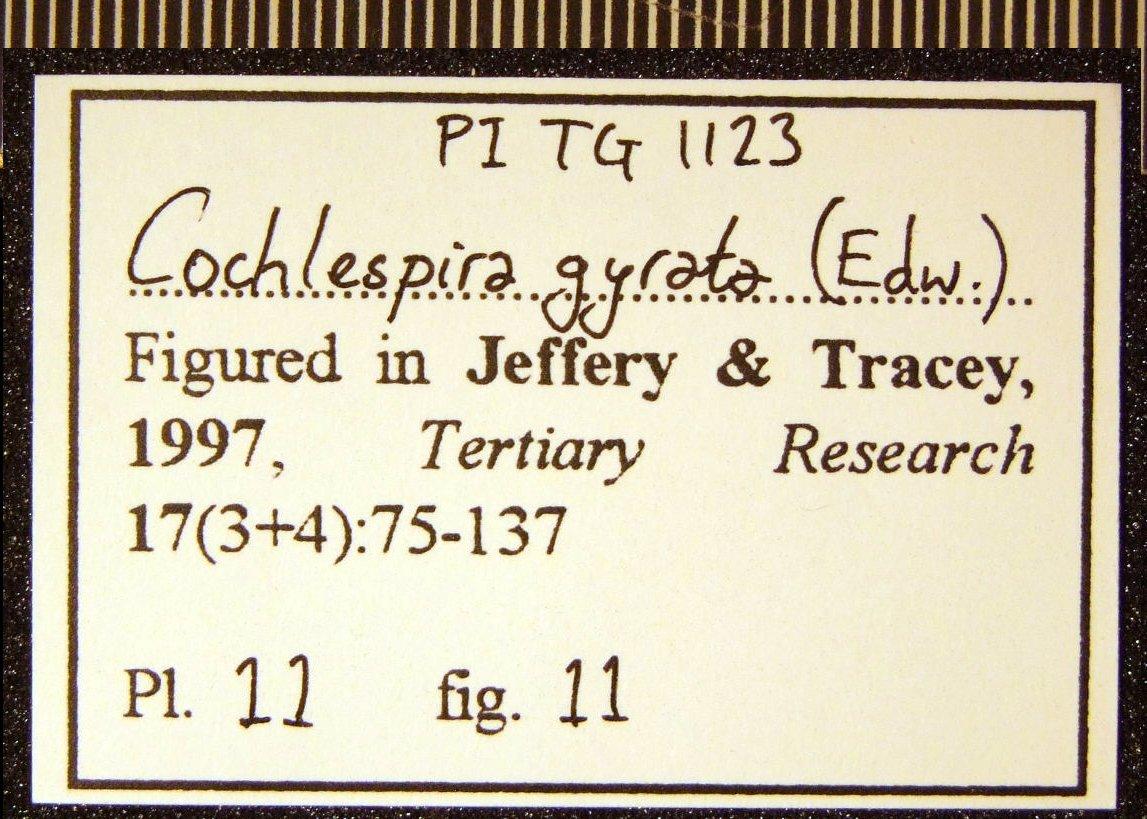 PI TG 1123
Cochlespira gyrata (Edw.)
Figured in Jeffery & Tracey,
1997, Tertiary Research
17(3+4):75-137
Pl. 11 fig. 11